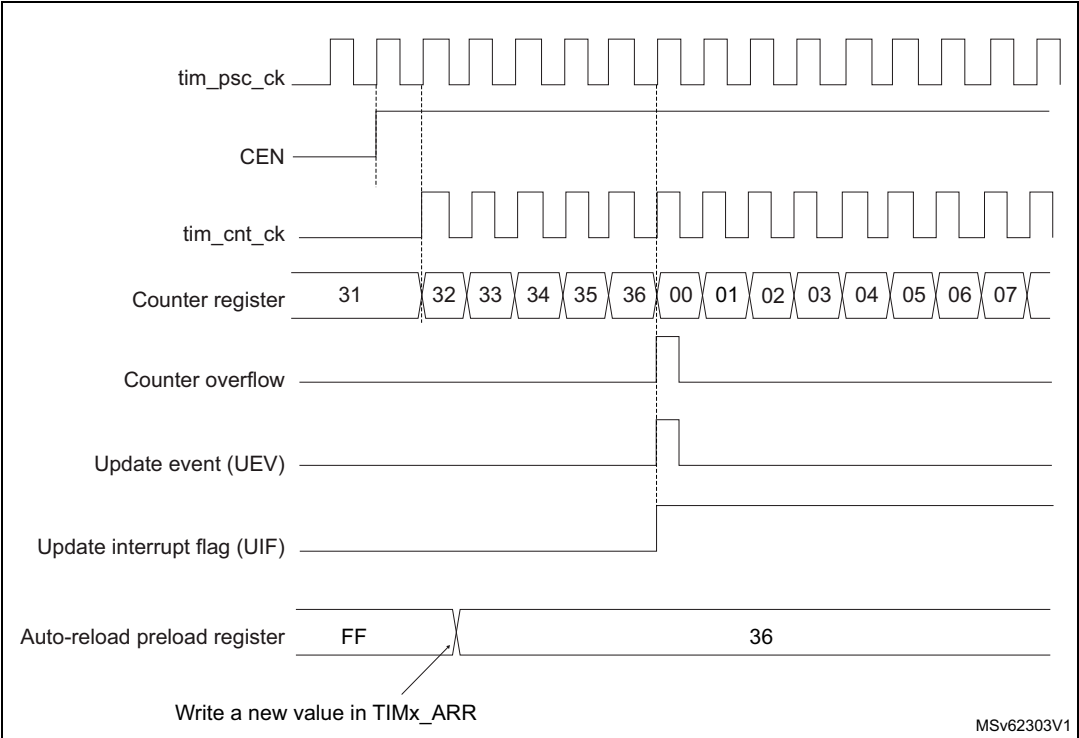 tim_psc_ck
CEN
tim_cnt_ck
Counter register 31 32 33 34 35 36 00 01 02 03 04 05 06 07
Counter overflow
Update event (UEV)
Update interrupt flag (UIF)
Auto-reload preload register FF 36
Write a new value in TIMx_ARR
MSv62303V1